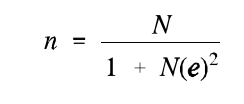 n = N / 1 + N(e)²